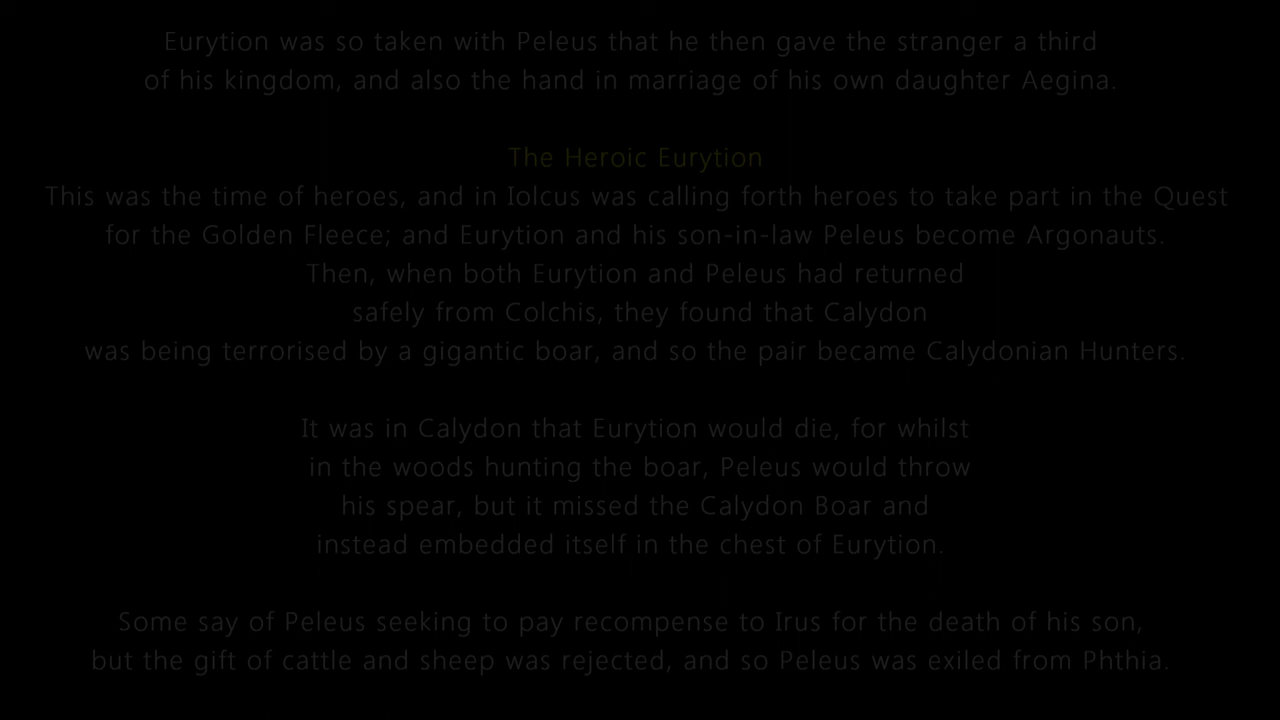 Eurytion was so taken with Peleus that he then gave the stranger a third
of his kingdom, and also the hand in marriage of his own daughter Aegina.
The Heroic Eurytion
This was the time of heroes, and in Iolcus was calling forth heroes to take part in the Quest
for the Golden Fleece; and Eurytion and his son-in-law Peleus become Argonauts.
Then, when both Eurytion and Peleus had returned
safely from Colchis, they found that Calydon
was being terrorised by a gigantic boar, and so the pair became Calydonian Hunters.
It was in Calydon that Eurytion would die, for whilst
in the woods hunting the boar, Peleus would throw
his spear, but it missed the Calydon Boar and
instead embedded itself in the chest of Eurytion.
Some say of Peleus seeking to pay recompense to Irus for the death of his son,
but the gift of cattle and sheep was rejected, and so Peleus was exiled from Phthia.